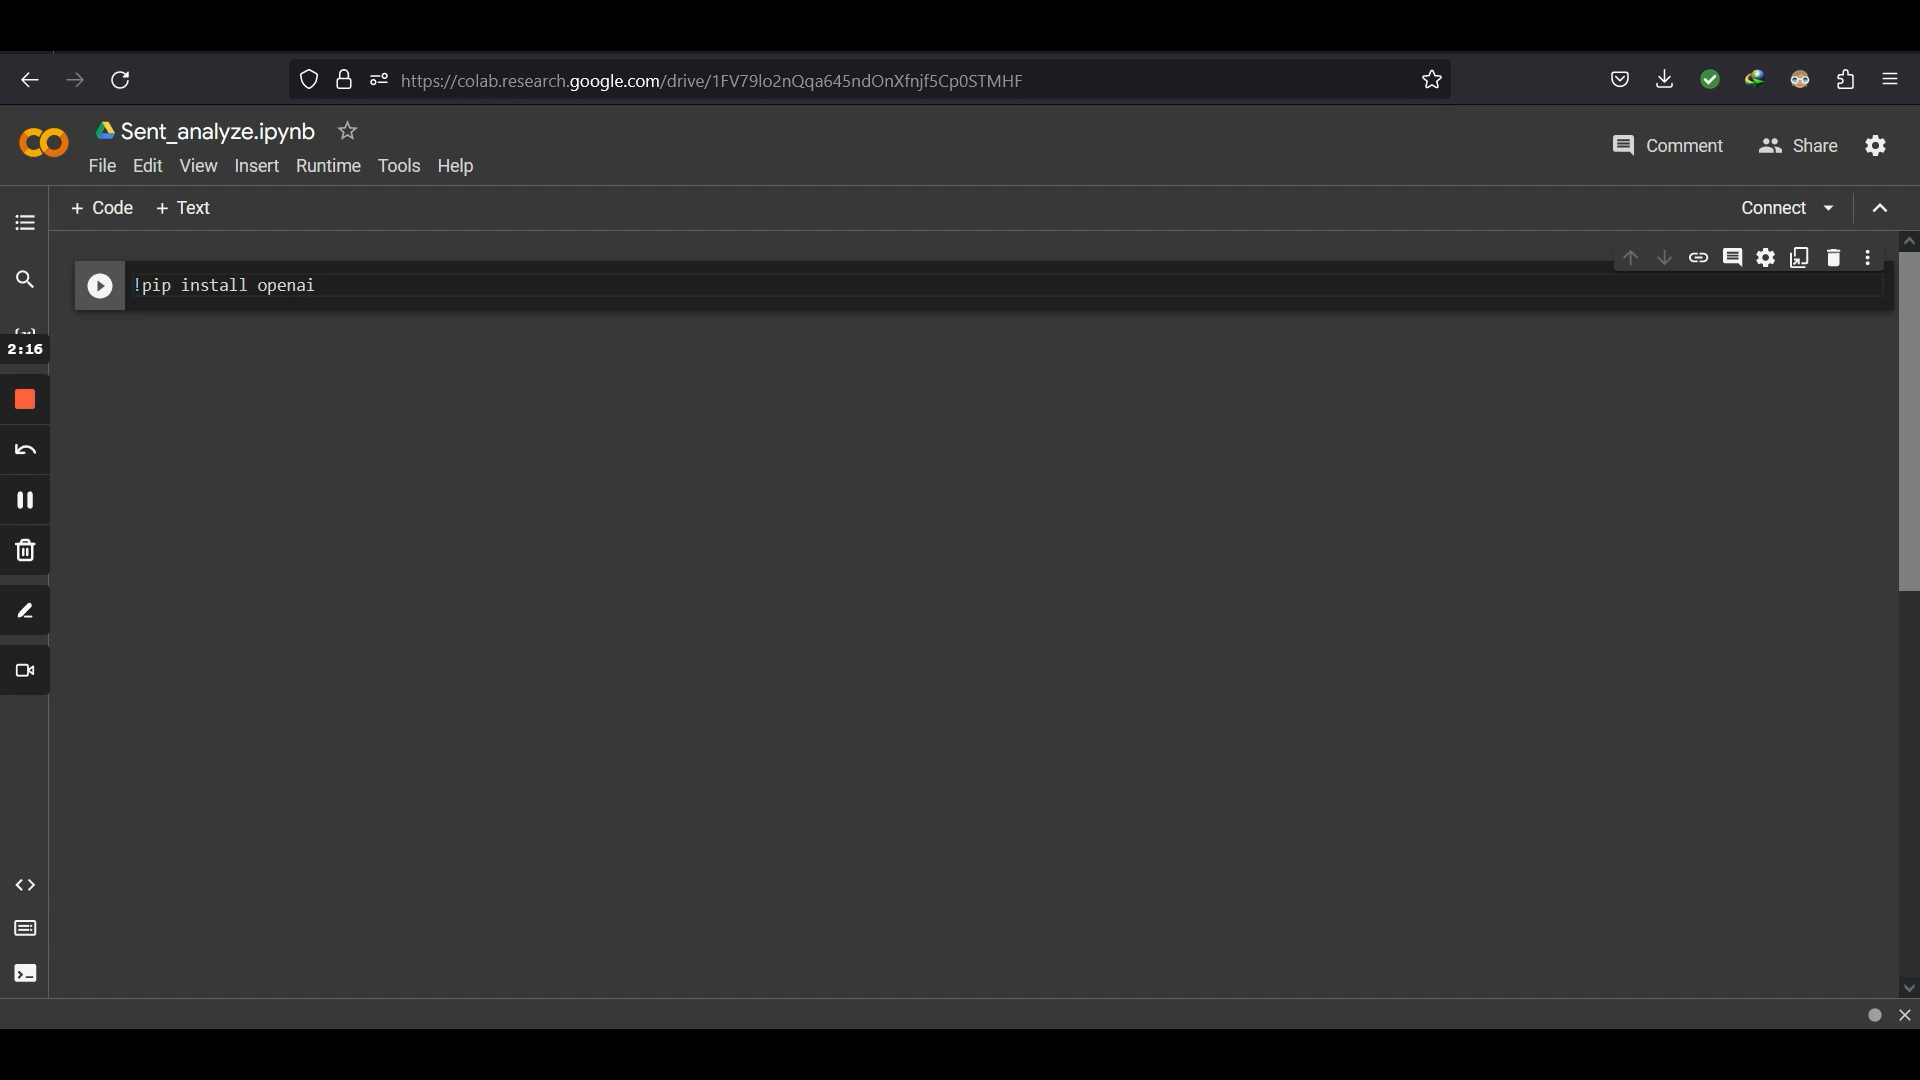 https://colab.research.google.com/drive/1FV79lo2nQqa645ndOnXfnjf5Cp0STMHF
Sent_analyze.ipynb
Comment Share
File Edit View Insert Runtime Tools Help
+ Code + Text
Connect
!pip install openai
2:16